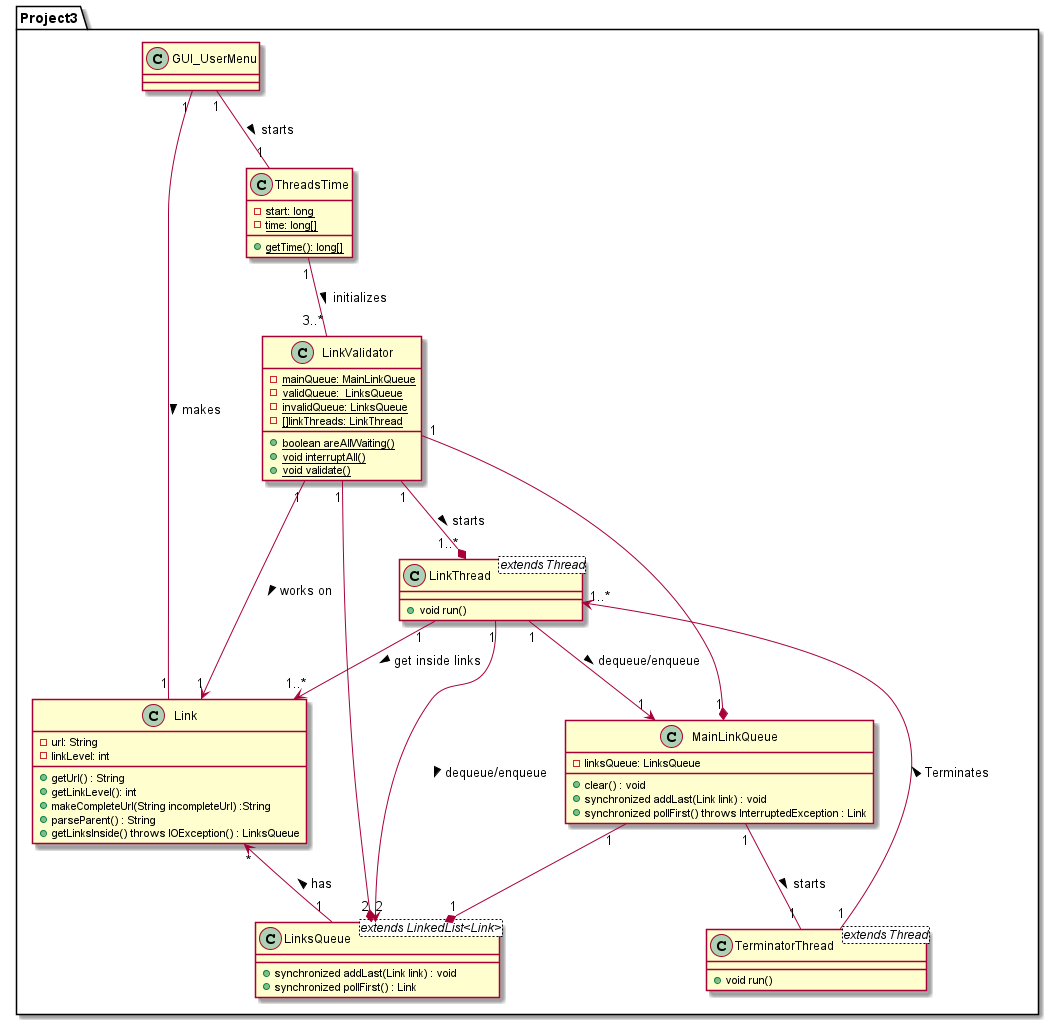 Project3
C GUI_UserMenu
1
1
starts
1
C ThreadsTime
start: long
time: long[]
getTime(): long[]
1
initializes
3..*
C LinkValidator
mainQueue: MainLinkQueue
validQueue: LinksQueue
invalidQueue: LinksQueue
[]linkThreads: LinkThread
boolean areAllWaiting()
void interruptAll()
void validate()
makes
1
1
1
1
starts
1..*
C LinkThread
extends Thread
void run()
works on
1..*
1
1
1
get inside links
dequeue/enqueue
1
1
1..*
1
1
C Link
url: String
linkLevel: int
getUrl() : String
getLinkLevel(): int
makeCompleteUrl(String incompleteUrl) :String
parseParent() : String
getLinksInside() throws IOException() : LinksQueue
C MainLinkQueue
linksQueue: LinksQueue
clear() : void
synchronized addLast(Link link) : void
synchronized pollFirst() throws InterruptedException : Link
dequeue/enqueue
Terminates
*
has
1
1
1
starts
2
2
1
1
1
C LinksQueue
extends LinkedList<Link>
synchronized addLast(Link link) : void
synchronized pollFirst() : Link
C TerminatorThread
extends Thread
void run()